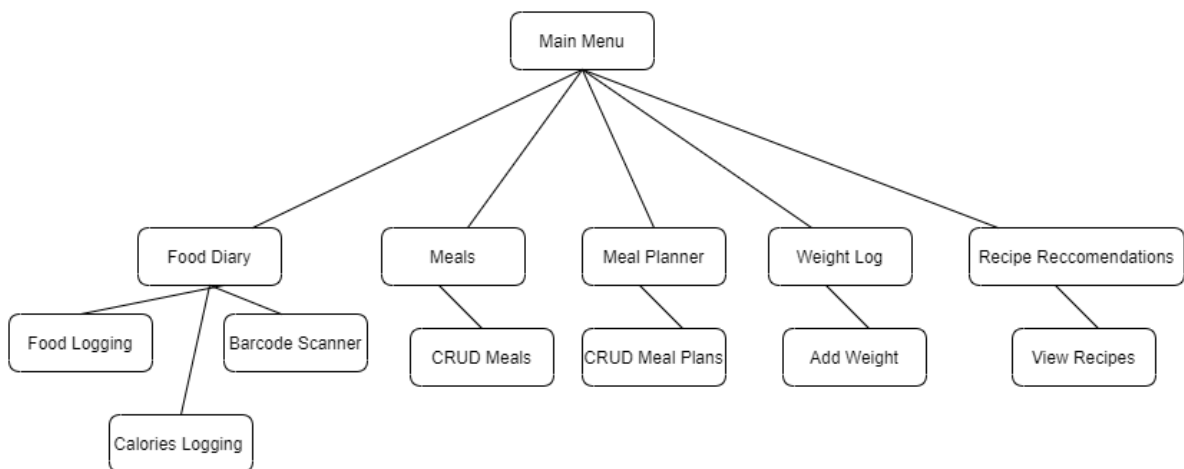 Main Menu
Food Diary
Meals
Meal Planner
Weight Log
Recipe Reccomendations
Food Logging
Barcode Scanner
CRUD Meals
CRUD Meal Plans
Add Weight
View Recipes
Calories Logging